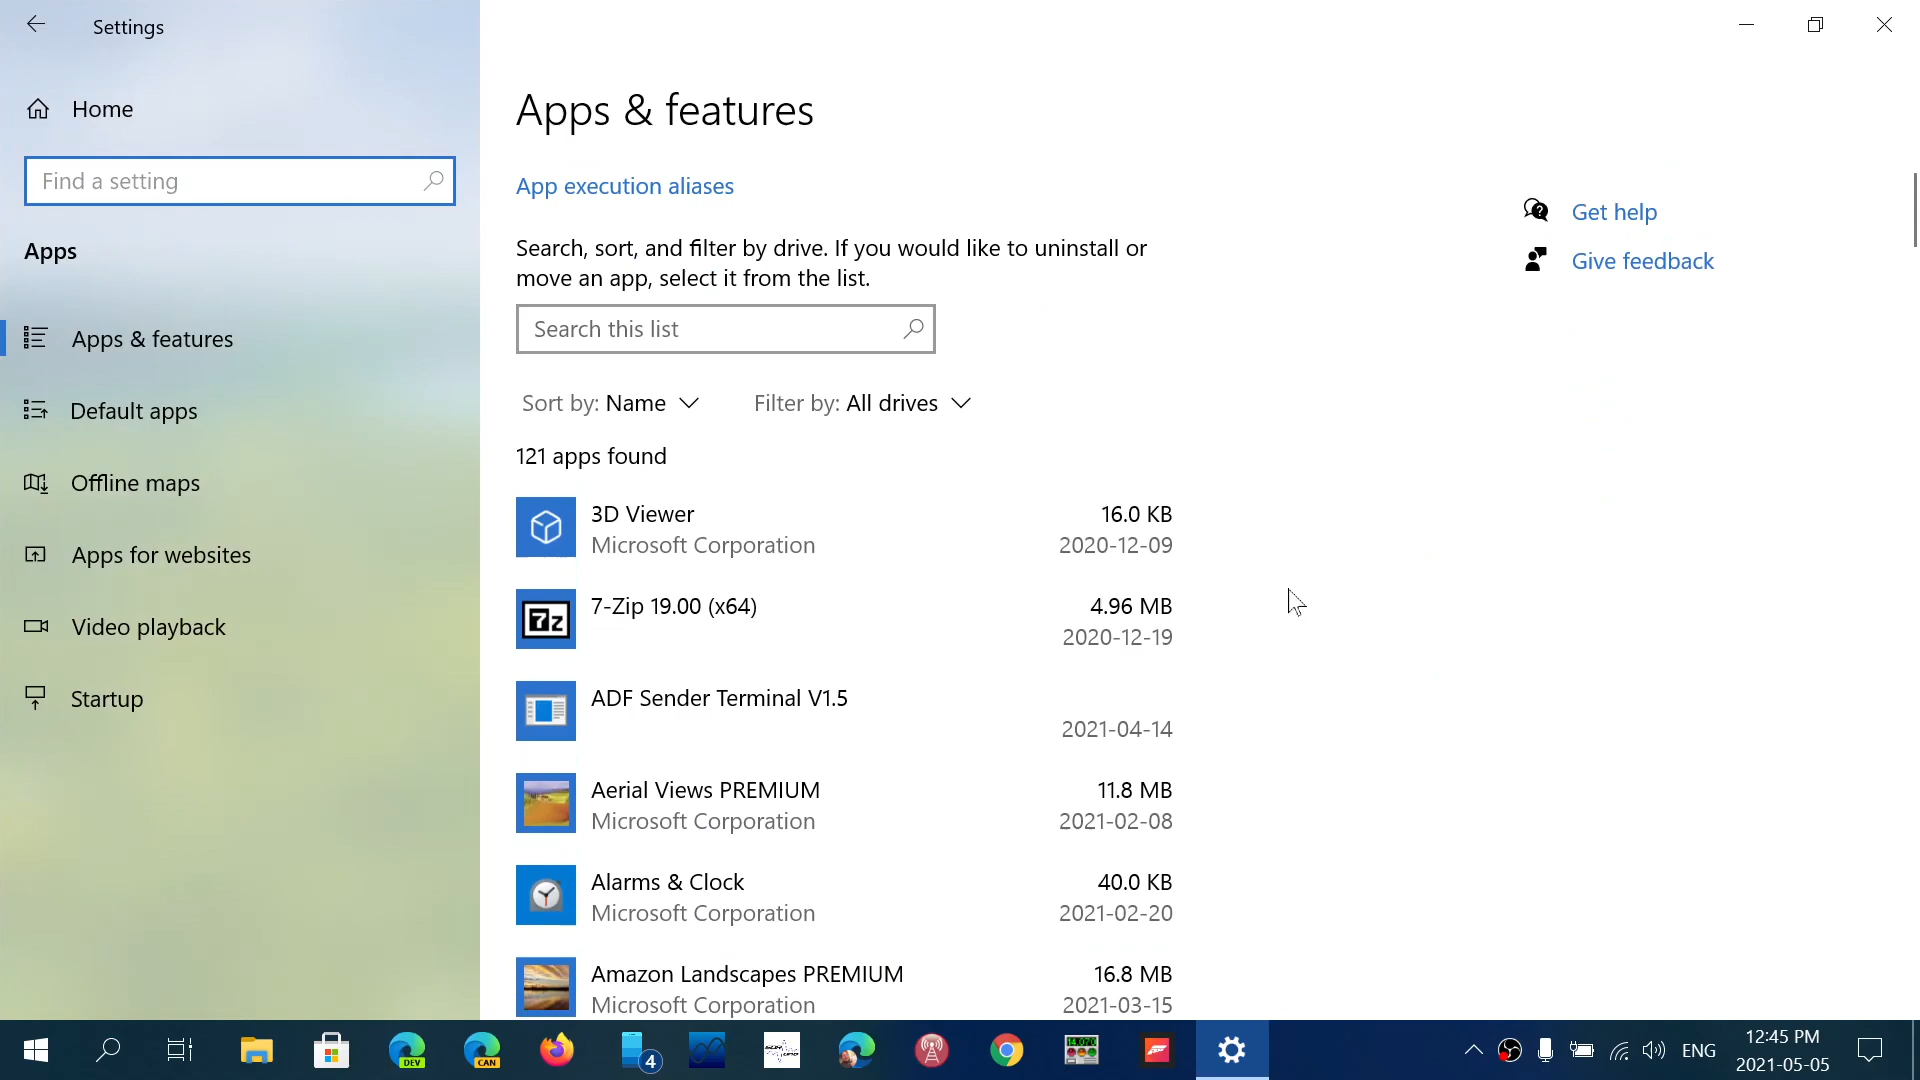 Settings
Home
Find a setting
Apps
Apps & features
Default apps
Offline maps
Apps for websites
Video playback
Startup
Apps & features
App execution aliases
Search, sort, and filter by drive. If you would like to uninstall or
move an app, select it from the list.
Search this list
Sort by: Name
Filter by: All drives
121 apps found
3D Viewer
16.0 KB
Microsoft Corporation
2020-12-09
7z
7-Zip 19.00 (x64)
4.96 MB
2020-12-19
ADF Sender Terminal V1.5
2021-04-14
Aerial Views PREMIUM
11.8 MB
Microsoft Corporation
2021-02-08
Alarms & Clock
40.0 KB
Microsoft Corporation
2021-02-20
Amazon Landscapes PREMIUM
16.8 MB
Microsoft Corporation
2021-03-15
Get help
Give feedback
DEV
CAN
4
ENG
12:45 PM
2021-05-05